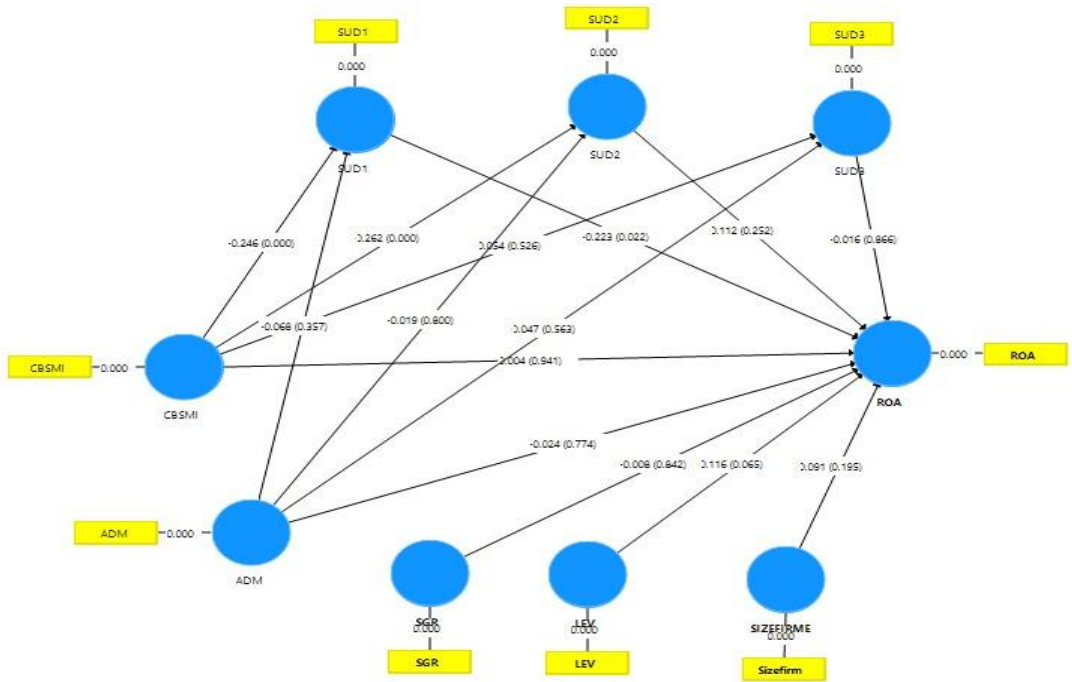 SUD1
SUD2
SUD3
0.000
0.000
0.000
SUD1
SUD2
SUD3
-0.246 (0.000)
0.262 (0.000)
0.054 (0.526)
-0.223 (0.022)
0.112 (0.252)
-0.016 (0.866)
-0.068 (0.357)
-0.019 (0.800)
0.047 (0.563)
CBSMI
0.000
CBSMI
0.004 (0.941)
0.000
ROA
ROA
-0.024 (0.774)
-0.008 (0.842)
0.116 (0.065)
0.091 (0.195)
ADM
0.000
ADM
SGR
LEV
SIZEFIRME
0.000
0.000
0.000
SGR
LEV
Sizefirm